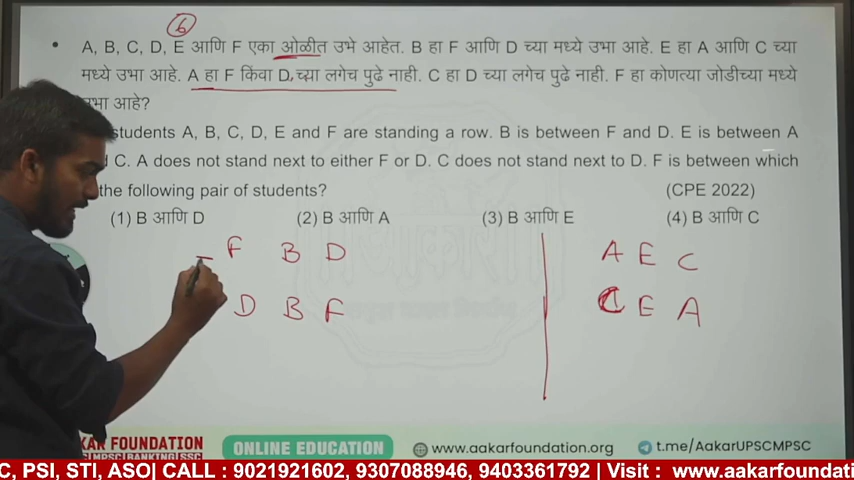 6
• A, B, C, D, E आणि F एका ओळीत उभे आहेत. B हा F आणि D च्या मध्ये उभा आहे. E हा A आणि C च्या
मध्ये उभा आहे. A हा F किंवा D च्या लगेच पुढे नाही. C हा D च्या लगेच पुढे नाही. F हा कोणत्या जोडीच्या मध्ये
उभा आहे?
students A, B, C, D, E and F are standing a row. B is between F and D. E is between A
C. A does not stand next to either F or D. C does not stand next to D. F is between which
the following pair of students? (CPE 2022)
(1) B आणि D (2) B आणि A (3) B आणि E (4) B आणि C
– F B D A E C
D B F C E A
KAR FOUNDATION
MPSC|BANKING|SSC
ONLINE EDUCATION www.aakarfoundation.org t.me/AakarUPSCMPSC
C, PSI, STI, ASO| CALL : 9021921602, 9307088946, 9403361792 | Visit : www.aakarfoundati